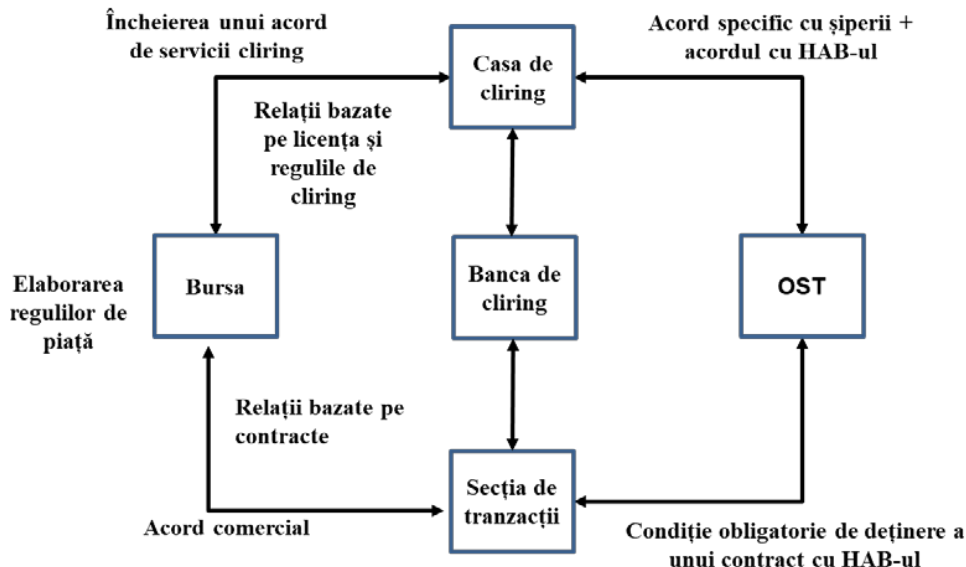 Încheierea unui acord
de servicii cliring
Acord specific cu șiperii +
acordul cu HAB-ul
Casa de
cliring
Relații bazate
pe licența și
regulile de
cliring
Elaborarea
regulilor de
piață
Bursa
Banca de
cliring
OST
Relații bazate pe
contracte
Secția de
tranzacții
Acord comercial
Condiție obligatorie de deținere a
unui contract cu HAB-ul